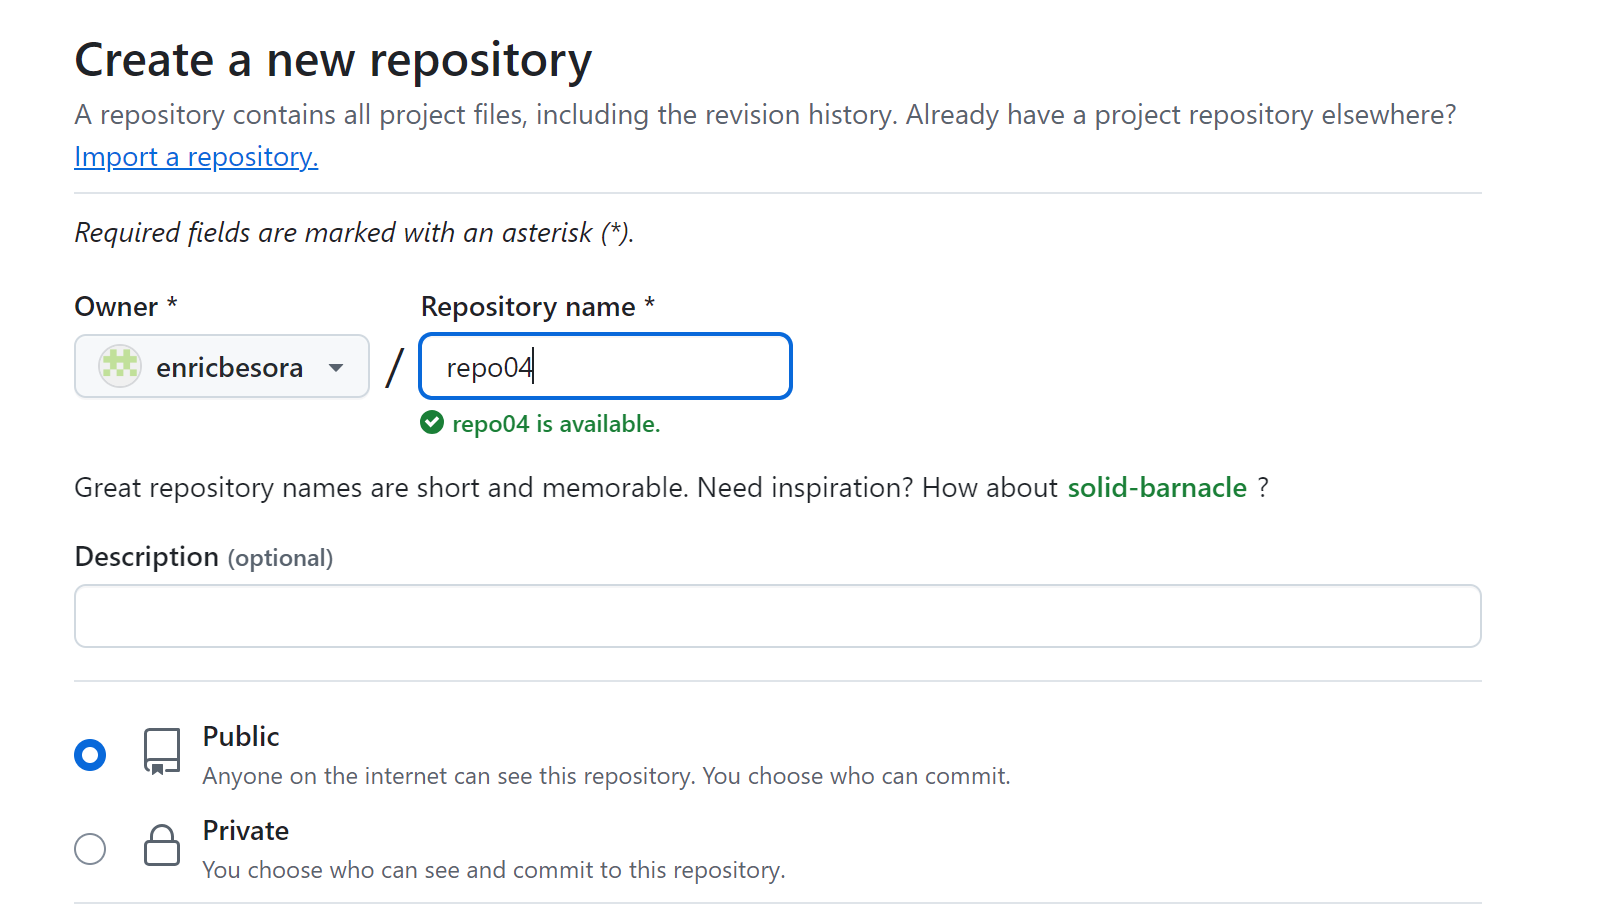 Create a new repository
A repository contains all project files, including the revision history. Already have a project repository elsewhere?
Import a repository.
Required fields are marked with an asterisk (*).
Owner * Repository name *
enricbesora / repo04
repo04 is available.
Great repository names are short and memorable. Need inspiration? How about solid-barnacle ?
Description (optional)
Public
Anyone on the internet can see this repository. You choose who can commit.
Private
You choose who can see and commit to this repository.